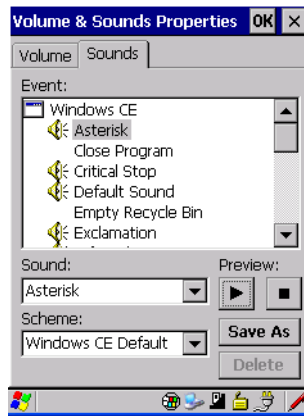 Volume & Sounds Properties OK ×
Volume Sounds
Event:
Windows CE
Asterisk
Close Program
Critical Stop
Default Sound
Empty Recycle Bin
Exclamation
Sound: Preview:
Asterisk
Scheme:
Windows CE Default
Save As
Delete